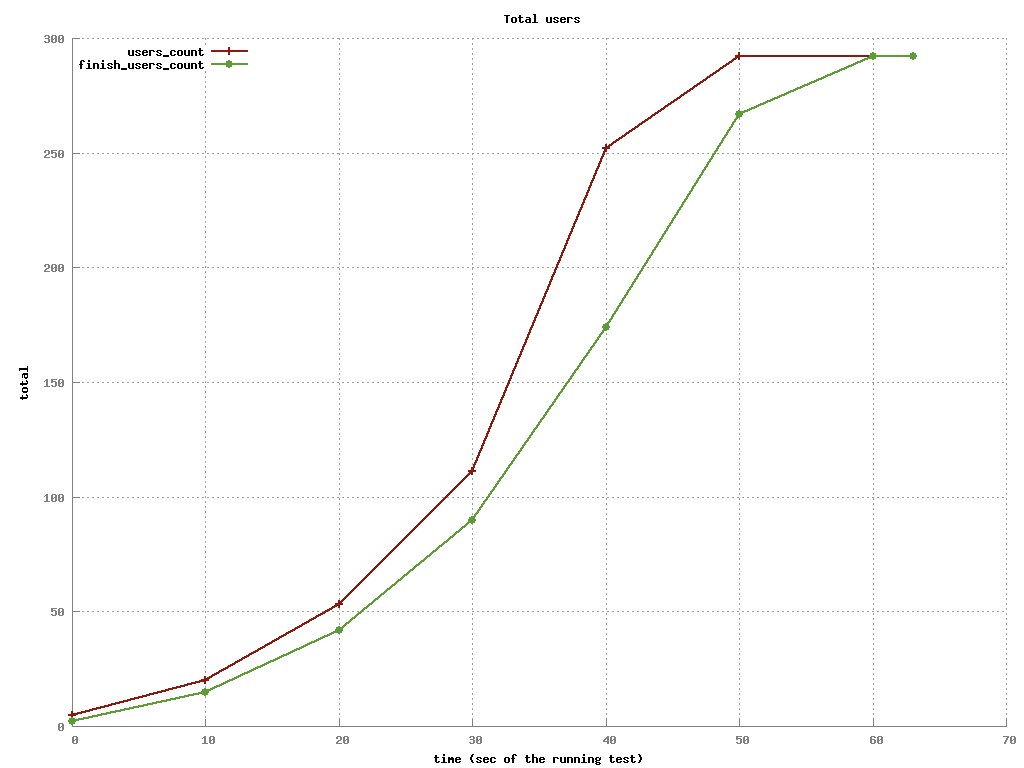 Total users
users_count
finish_users_count
300
250
200
150
100
50
0
total
0 10 20 30 40 50 60 70
time (sec of the running test)